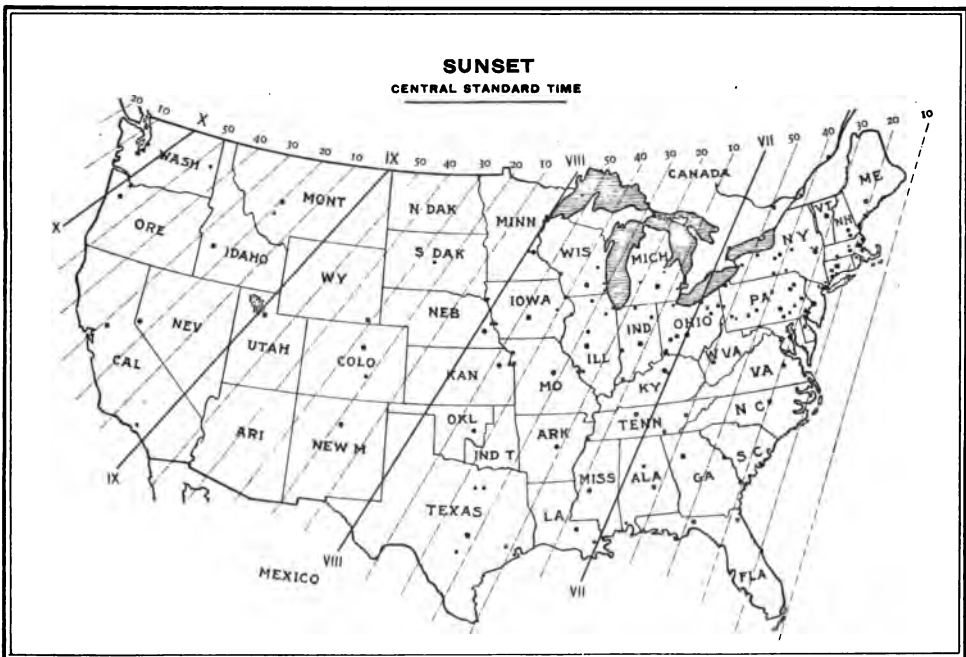 SUNSET
CENTRAL STANDARD TIME
20 10 X 50 40 30 20 10 IX 50 40 30 20 10 VIII 50 40 30 20 10 VII 50 40 30 20 10
CANADA
WASH
MONT
N DAK
MINN
ME
VT
NH
ORE
IDAHO
S DAK
WIS
MICH
N Y
WY
IOWA
NEB
PA
NEV
UTAH
COLO
ILL
IND
OHIO
W VA
VA
CAL
KAN
MO
KY
N C
ARI
NEW M
OKL
IND T
ARK
TENN
S C
MISS
ALA
GA
TEXAS
LA
FLA
MEXICO
X
IX
VIII
VII